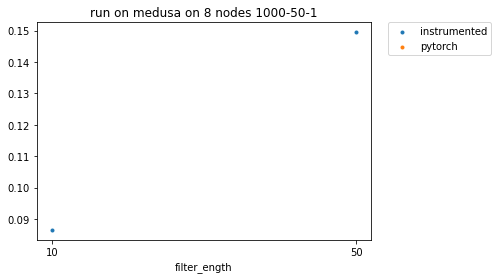 run on medusa on 8 nodes 1000-50-1
instrumented
pytorch
0.15
0.14
0.13
0.12
0.11
0.10
0.09
10
50
filter_ength